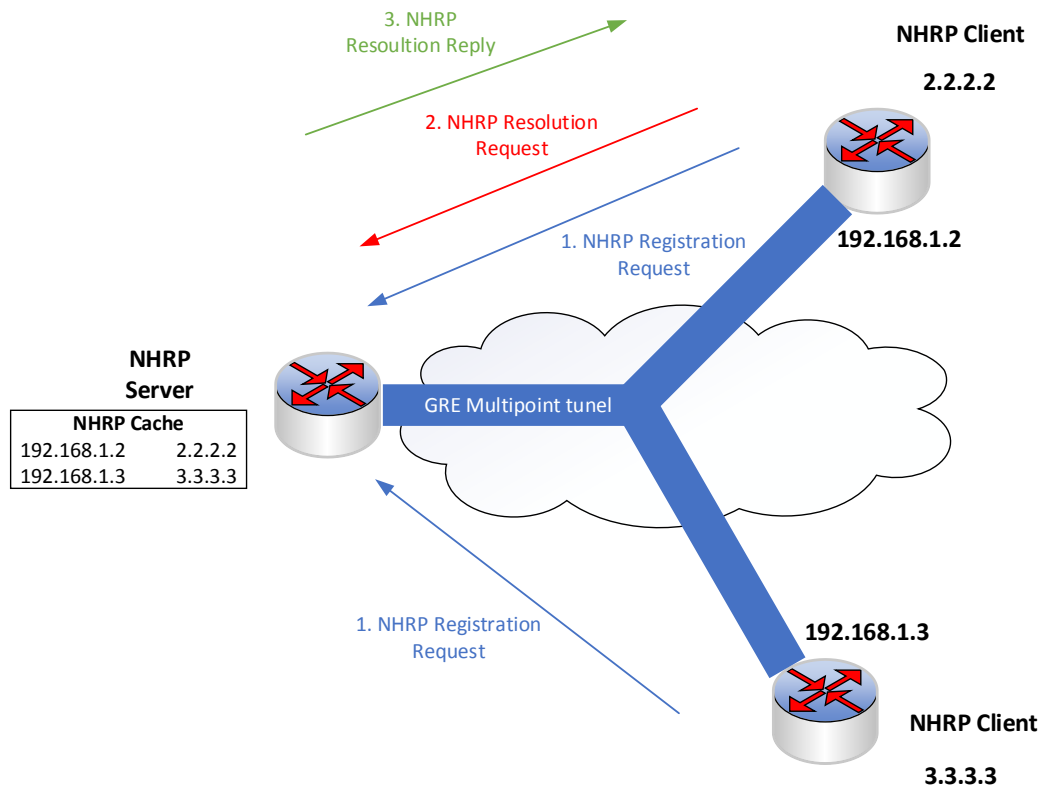 3. NHRP
Resoultion Reply
NHRP Client
2.2.2.2
2. NHRP Resolution
Request
1. NHRP Registration
Request
192.168.1.2
NHRP
Server
NHRP Cache
192.168.1.2 2.2.2.2
192.168.1.3 3.3.3.3
GRE Multipoint tunel
1. NHRP Registration
Request
192.168.1.3
NHRP Client
3.3.3.3